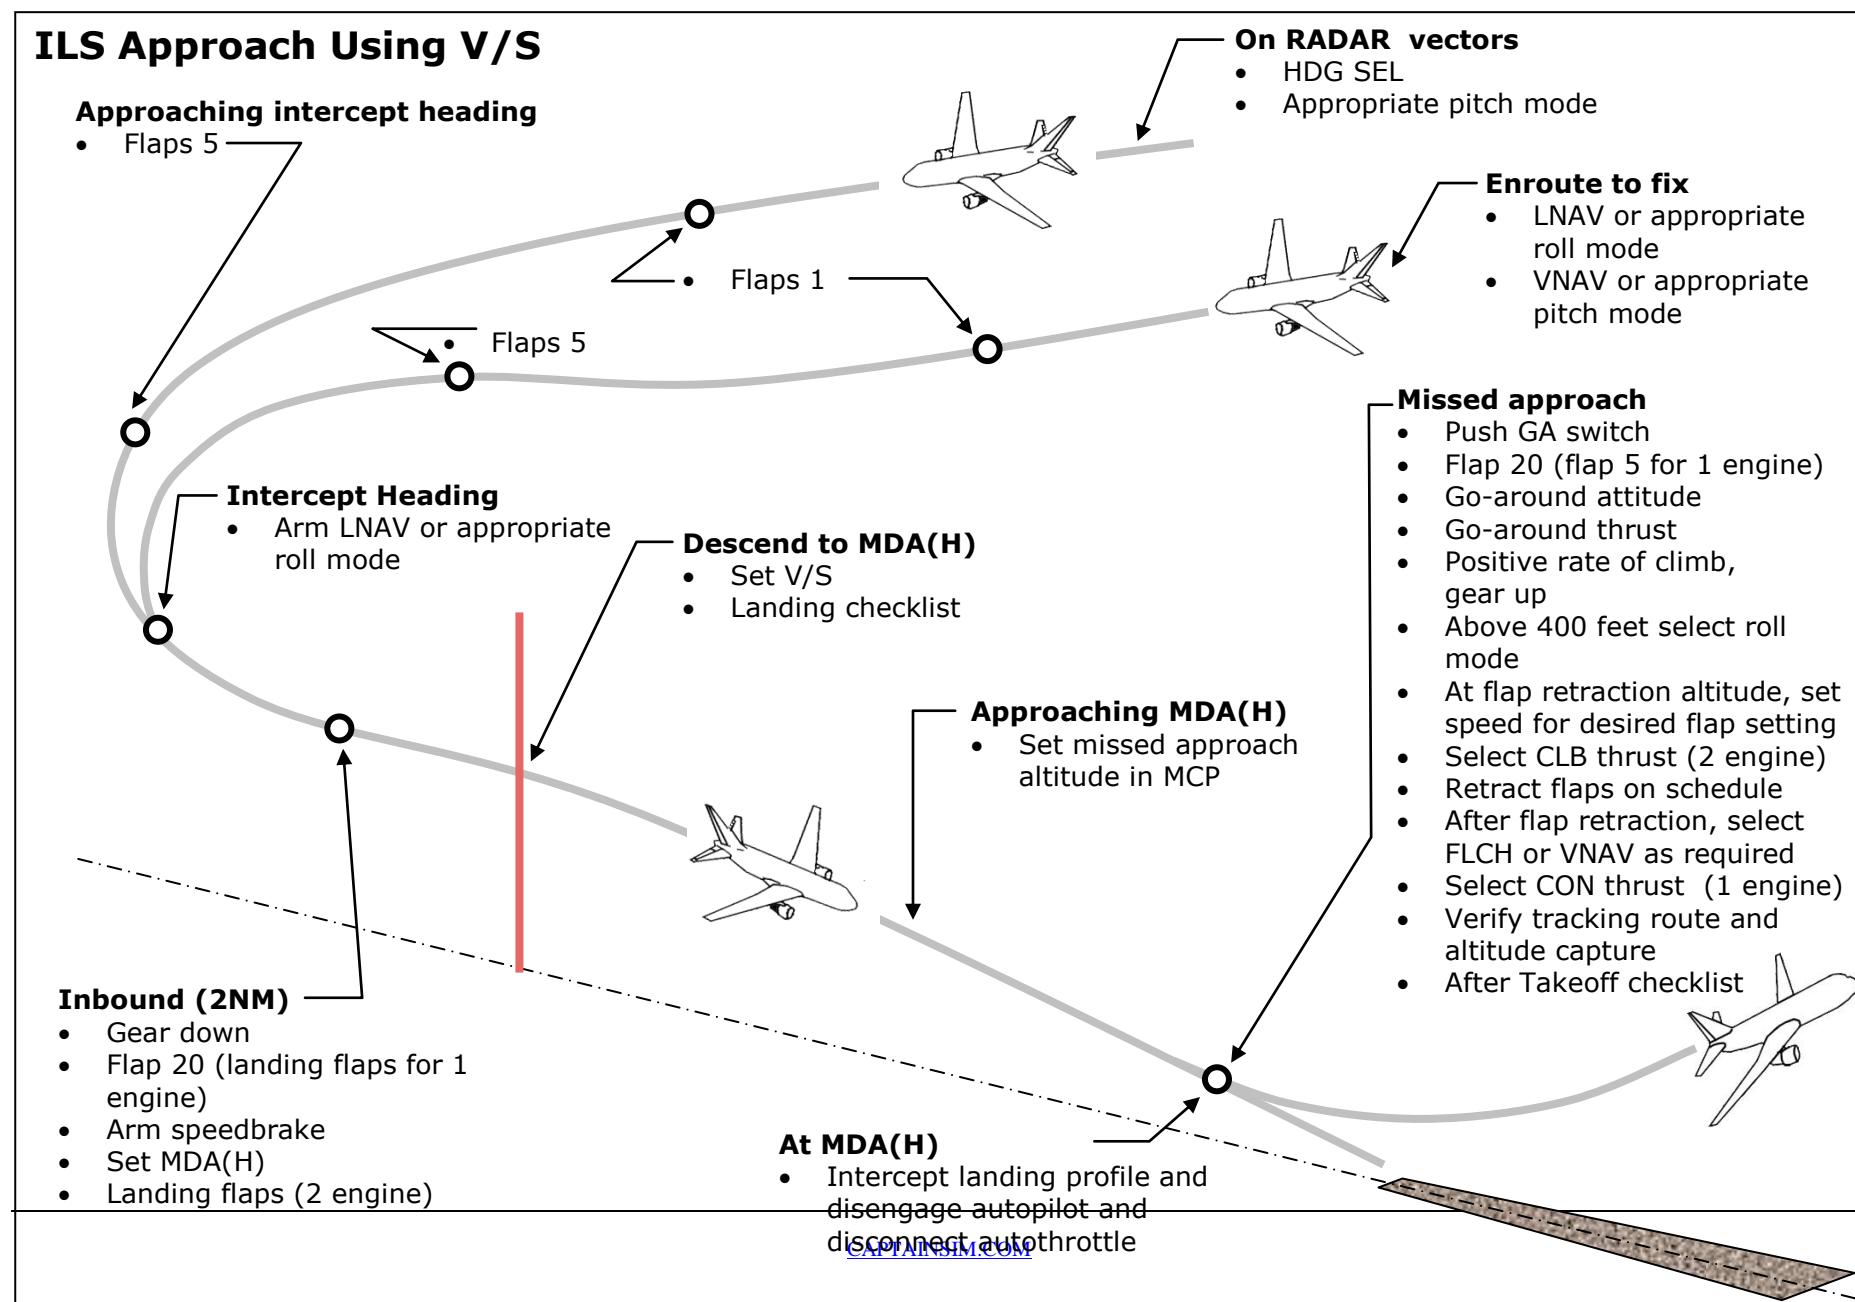 ILS Approach Using V/S
On RADAR  vectors
• HDG SEL
• Appropriate pitch mode
Approaching intercept heading
• Flaps 5
Enroute to fix
• LNAV or appropriate
roll mode
• VNAV or appropriate
pitch mode
• Flaps 1
• Flaps 5
Missed approach
• Push GA switch
• Flap 20 (flap 5 for 1 engine)
• Go-around attitude
• Go-around thrust
• Positive rate of climb,
gear up
• Above 400 feet select roll
mode
• At flap retraction altitude, set
speed for desired flap setting
• Select CLB thrust (2 engine)
• Retract flaps on schedule
• After flap retraction, select
FLCH or VNAV as required
• Select CON thrust  (1 engine)
• Verify tracking route and
altitude capture
• After Takeoff checklist
Intercept Heading
• Arm LNAV or appropriate
roll mode
Descend to MDA(H)
• Set V/S
• Landing checklist
Approaching MDA(H)
• Set missed approach
altitude in MCP
Inbound (2NM)
• Gear down
• Flap 20 (landing flaps for 1
engine)
• Arm speedbrake
• Set MDA(H)
• Landing flaps (2 engine)
At MDA(H)
• Intercept landing profile and
disengage autopilot and
disconnect autothrottle
CAPTAINSIM.COM